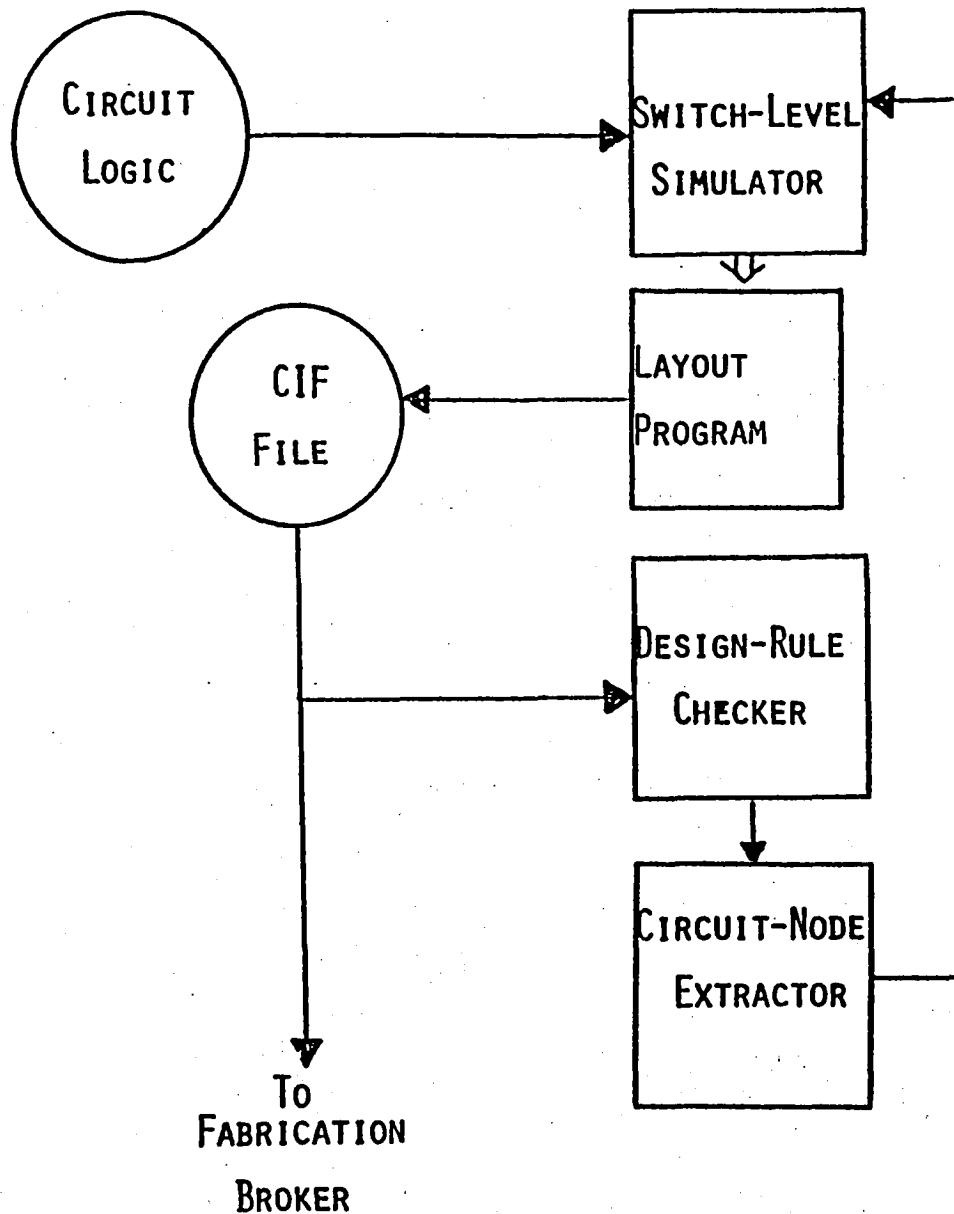 CIRCUIT
LOGIC
SWITCH-LEVEL
SIMULATOR
LAYOUT
PROGRAM
CIF
FILE
DESIGN-RULE
CHECKER
CIRCUIT-NODE
EXTRACTOR
TO
FABRICATION
BROKER